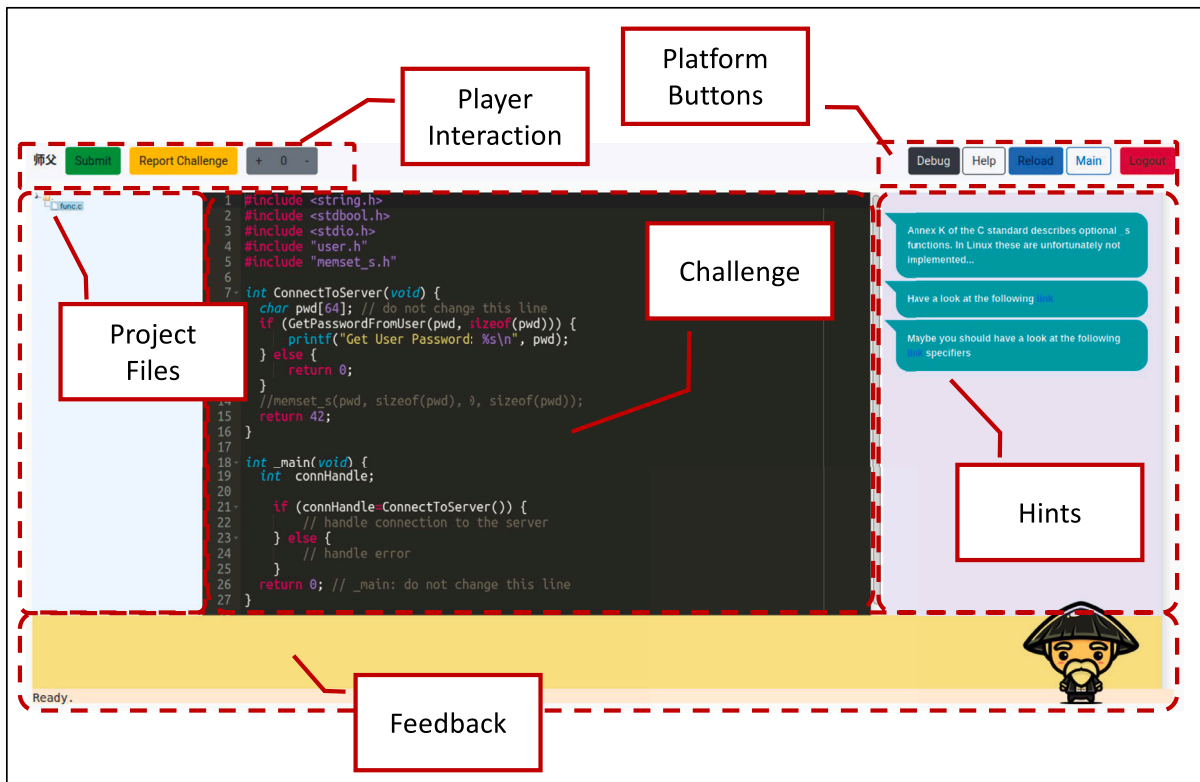 Platform
Buttons
Player
Interaction
师父 Submit Report Challenge + 0 -
Debug Help Reload Main Logout
func.c
Project
Files
1 #include <string.h>
2 #include <stdbool.h>
3 #include <stdio.h>
4 #include "user.h"
5 #include "memset_s.h"
6
7 int ConnectToServer(void) {
char pwd[64]; // do not change this line
if (GetPasswordFromUser(pwd, sizeof(pwd))) {
printf("Get User Password: %s\n", pwd);
} else {
return 0;
}
14 //memset_s(pwd, sizeof(pwd), 0, sizeof(pwd));
15 return 42;
16 }
17
18 int _main(void) {
19 int connHandle;
20
21 if (connHandle=ConnectToServer()) {
22 // handle connection to the server
23 } else {
24 // handle error
25 }
26 return 0; // _main: do not change this line
27 }
Challenge
Annex K of the C standard describes optional _s
functions. In Linux these are unfortunately not
implemented...
Have a look at the following link
Maybe you should have a look at the following
link specifiers
Hints
Ready.
Feedback